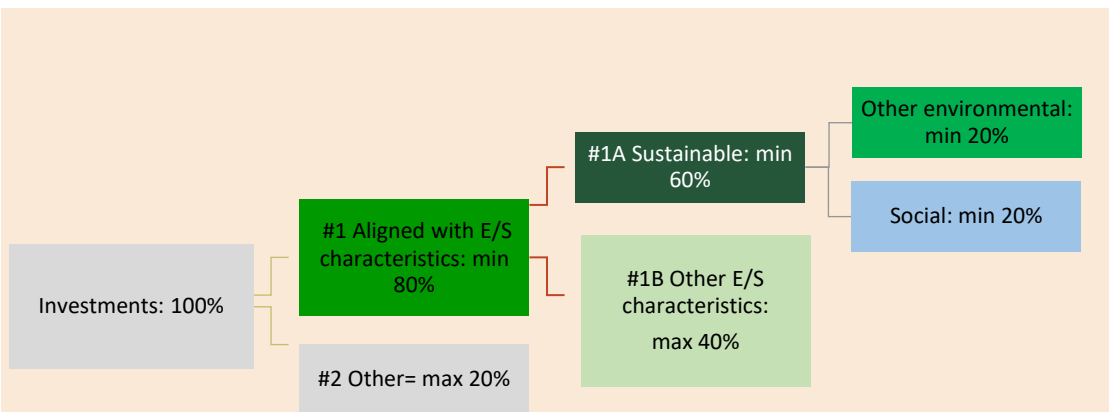 Investments: 100%
#1 Aligned with E/S
characteristics: min
80%
#2 Other= max 20%
#1A Sustainable: min
60%
#1B Other E/S
characteristics:
max 40%
Other environmental:
min 20%
Social: min 20%